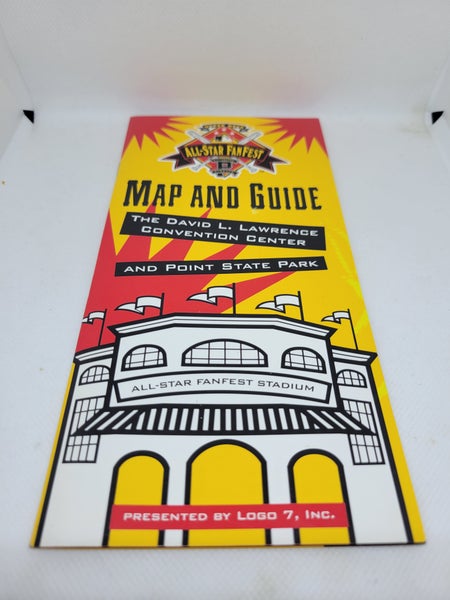 ALL-STAR FANFEST
MAP AND GUIDE
THE DAVID L. LAWRENCE
CONVENTION CENTER
AND POINT STATE PARK
ALL-STAR FANFEST STADIUM
PRESENTED BY LOGO 7, INC.